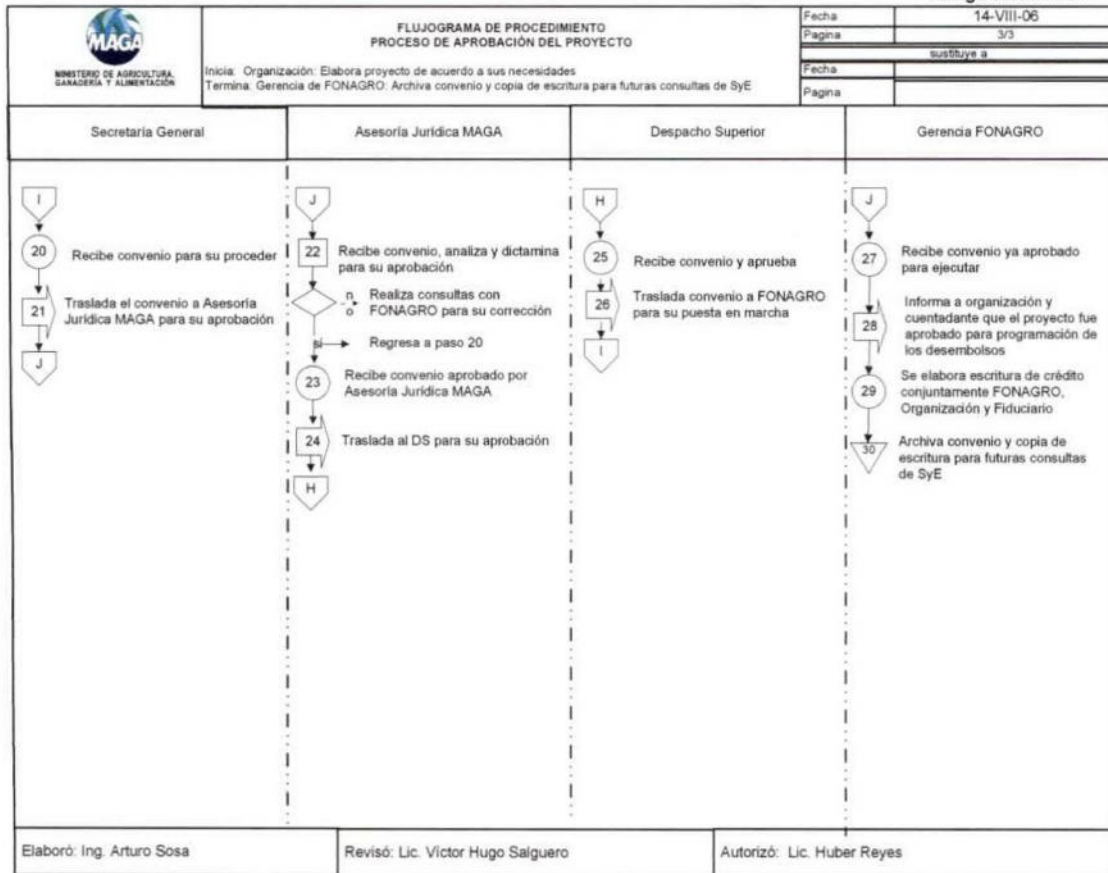 MAGA
MINISTERIO DE AGRICULTURA,
GANADERÍA Y ALIMENTACIÓN
FLUJOGRAMA DE PROCEDIMIENTO
PROCESO DE APROBACIÓN DEL PROYECTO
Inicia: Organización: Elabora proyecto de acuerdo a sus necesidades
Termina: Gerencia de FONAGRO: Archiva convenio y copia de escritura para futuras consultas de SyE
Fecha 14-VIII-06
Pagina 3/3
sustituye a
Fecha
Pagina
Secretaría General
I
20 Recibe convenio para su proceder
21 Traslada el convenio a Asesoría
Jurídica MAGA para su aprobación
J
Asesoría Jurídica MAGA
J
22 Recibe convenio, analiza y dictamina
para su aprobación
n
o
Realiza consultas con
FONAGRO para su corrección
si Regresa a paso 20
23 Recibe convenio aprobado por
Asesoría Jurídica MAGA
24 Traslada al DS para su aprobación
H
Despacho Superior
H
25 Recibe convenio y aprueba
26 Traslada convenio a FONAGRO
para su puesta en marcha
I
Gerencia FONAGRO
J
27 Recibe convenio ya aprobado
para ejecutar
28 Informa a organización y
cuentadante que el proyecto fue
aprobado para programación de
los desembolsos
29 Se elabora escritura de crédito
conjuntamente FONAGRO,
Organización y Fiduciario
30 Archiva convenio y copia de
escritura para futuras consultas
de SyE
Elaboró: Ing. Arturo Sosa
Revisó: Lic. Víctor Hugo Salguero
Autorizó: Lic. Huber Reyes